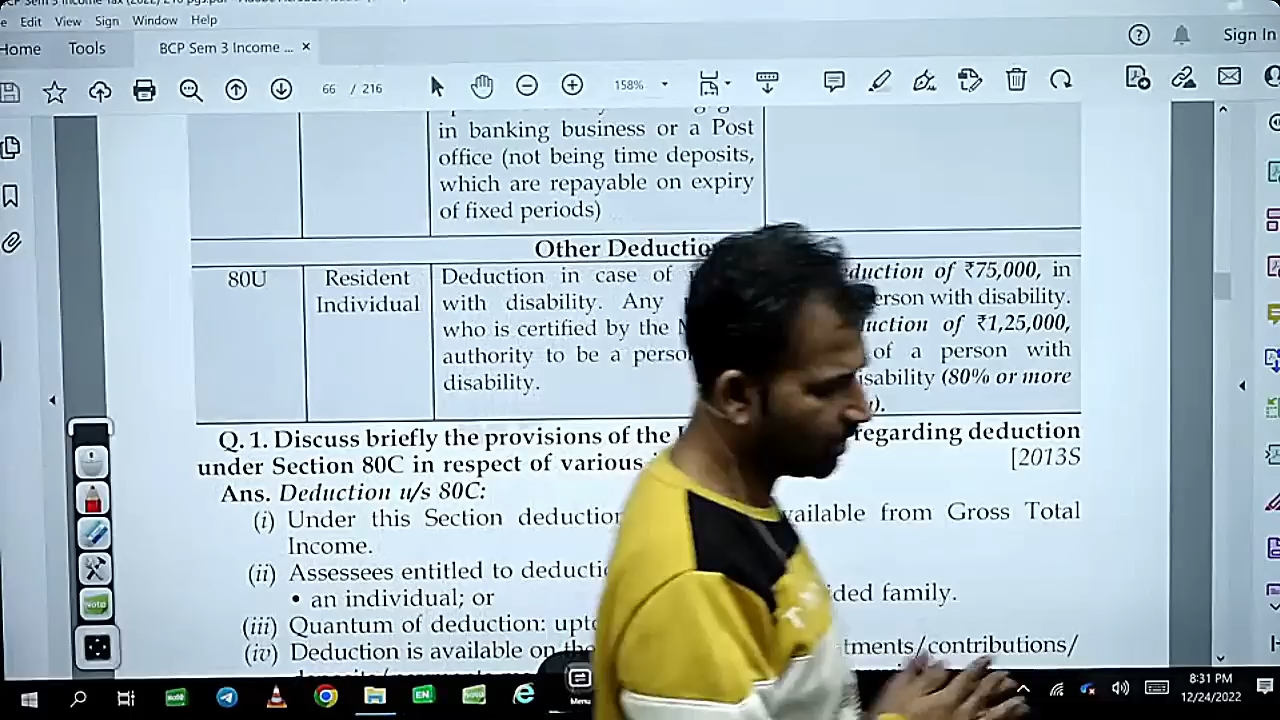 Edit View Sign Window Help
Home Tools BCP Sem 3 Income ... × Sign In
66 / 216 158%
in banking business or a Post
office (not being time deposits,
which are repayable on expiry
of fixed periods)
Other Deductio
80U Resident Deduction in case of duction of ₹75,000, in
Individual with disability. Any erson with disability.
who is certified by the uction of ₹1,25,000,
authority to be a perso of a person with
disability. isability (80% or more
).
Q. 1. Discuss briefly the provisions of the regarding deduction
under Section 80C in respect of various [2013S
Ans. Deduction u/s 80C:
(i) Under this Section deduction vailable from Gross Total
Income.
(ii) Assessees entitled to deducti
• an individual; or ided family.
(iii) Quantum of deduction: upto
(iv) Deduction is available on the tments/contributions/
Menu
EN
8:31 PM
12/24/2022